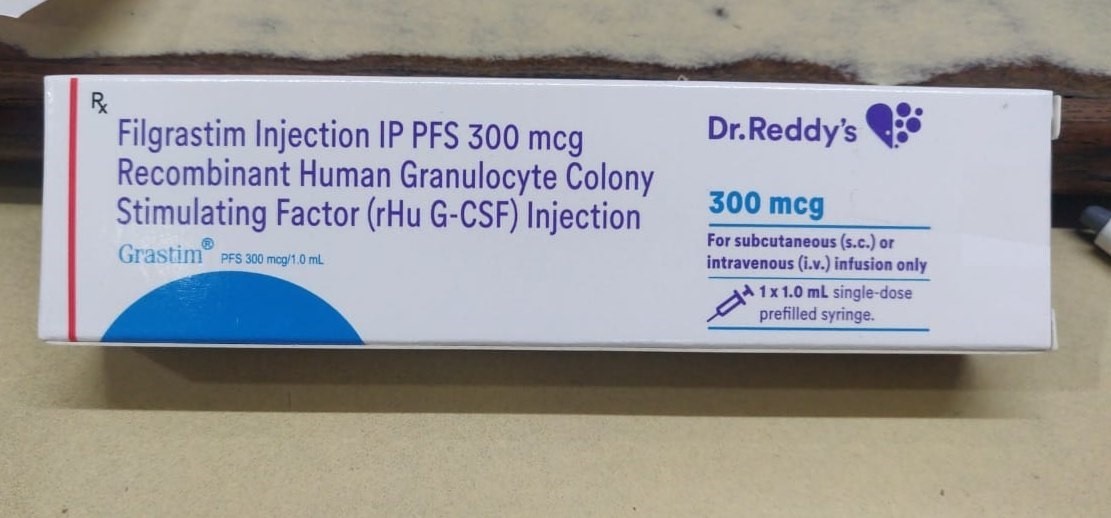 Rx
Filgrastim Injection IP PFS 300 mcg
Recombinant Human Granulocyte Colony
Stimulating Factor (rHu G-CSF) Injection
Grastim® PFS 300 mcg/1.0 mL
Dr.Reddy's
300 mcg
For subcutaneous (s.c.) or
intravenous (i.v.) infusion only
1 x 1.0 mL single-dose
prefilled syringe.